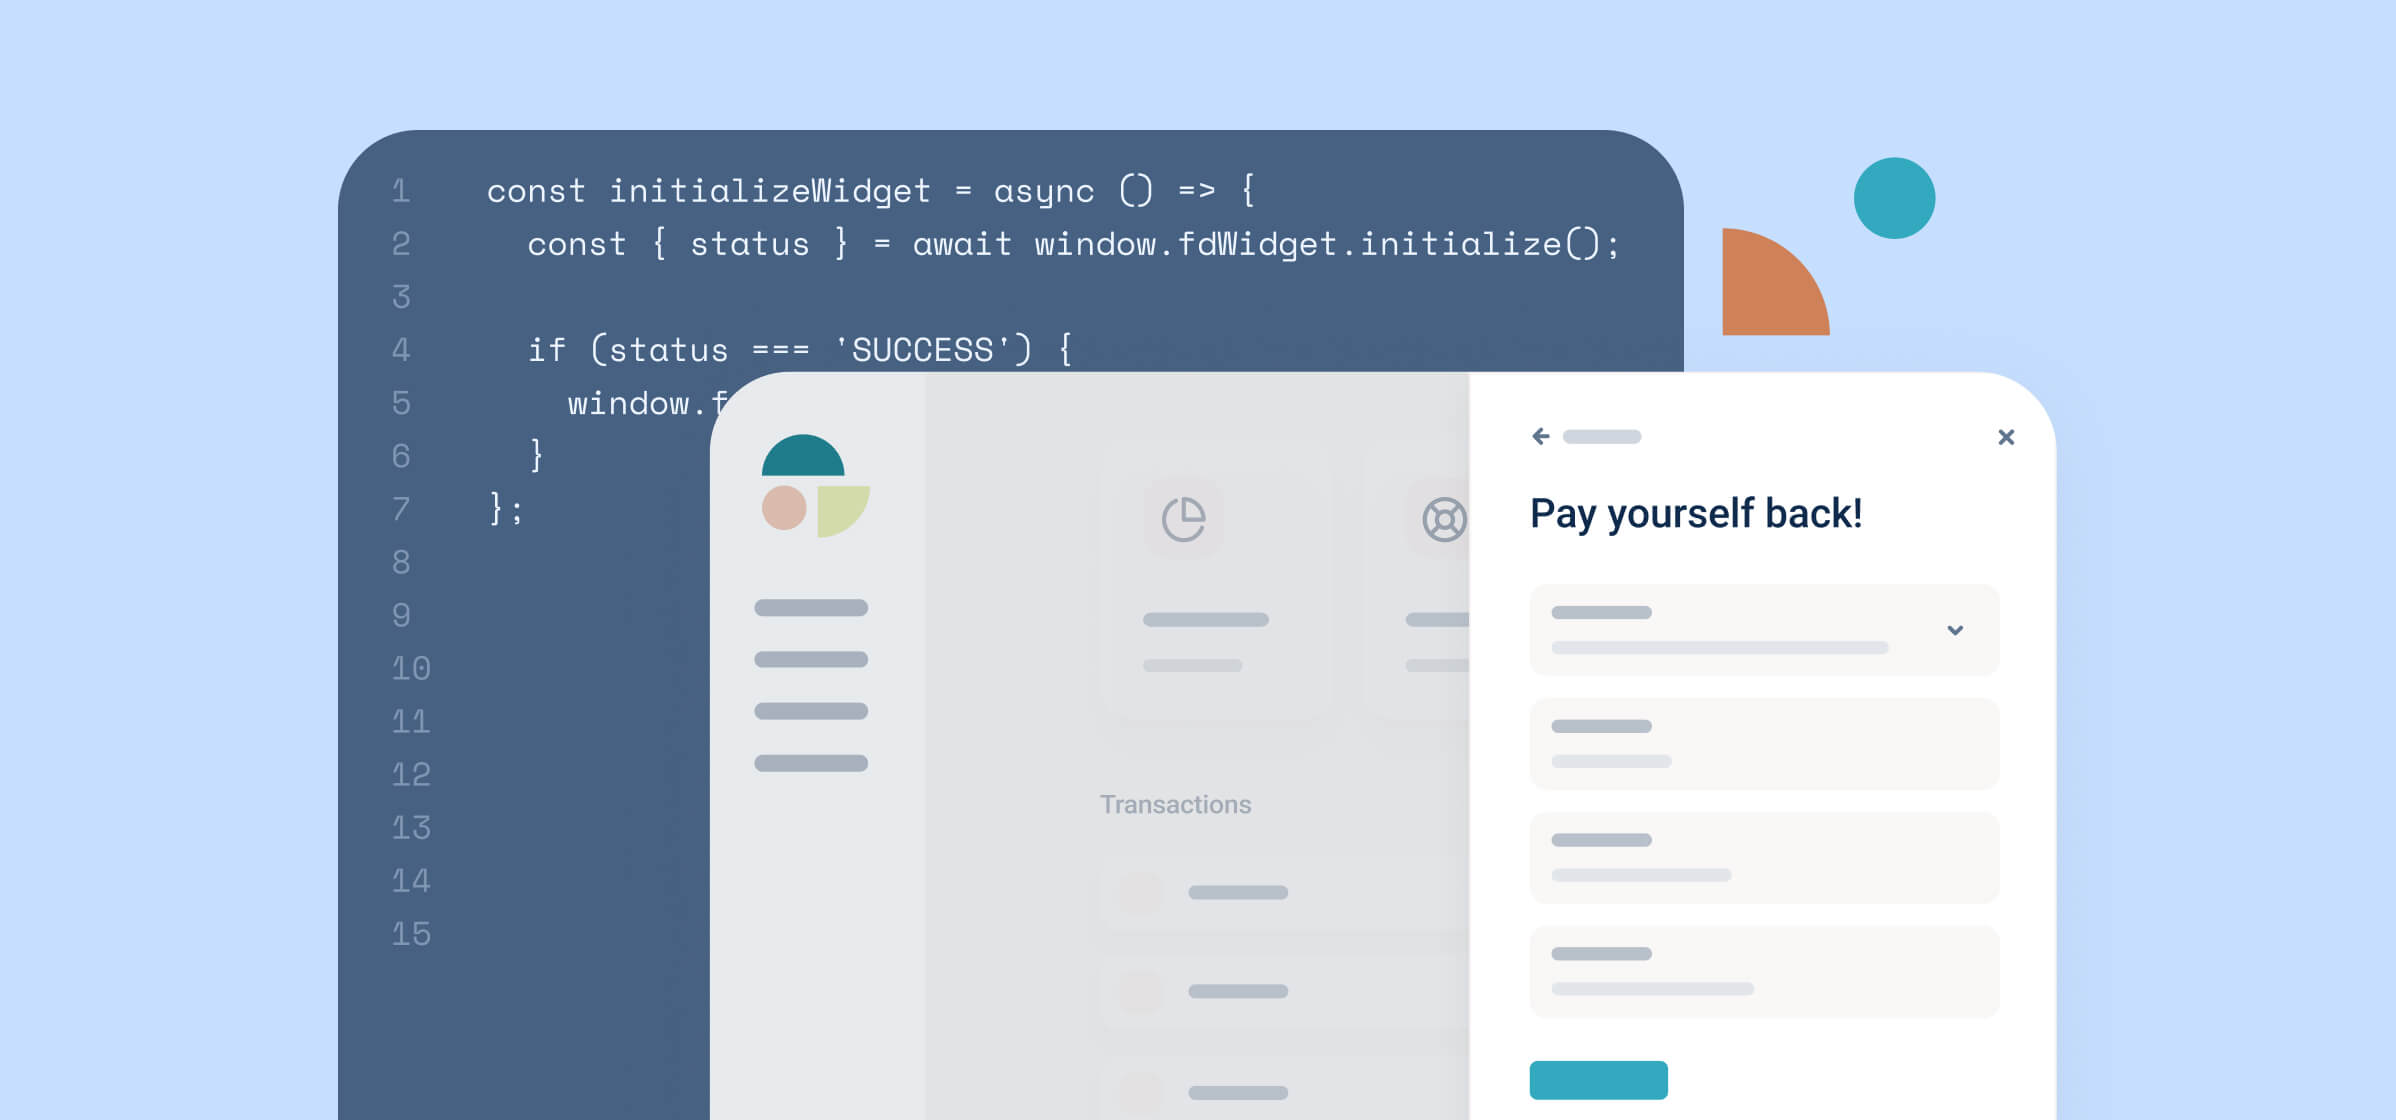 1 const initializeWidget = async () => {
2 const { status } = await window.fdWidget.initialize();
3
4 if (status === 'SUCCESS') {
5 window.f
6 }
7 };
8
9
10
11
12
13
14
15
Pay yourself back!
Transactions